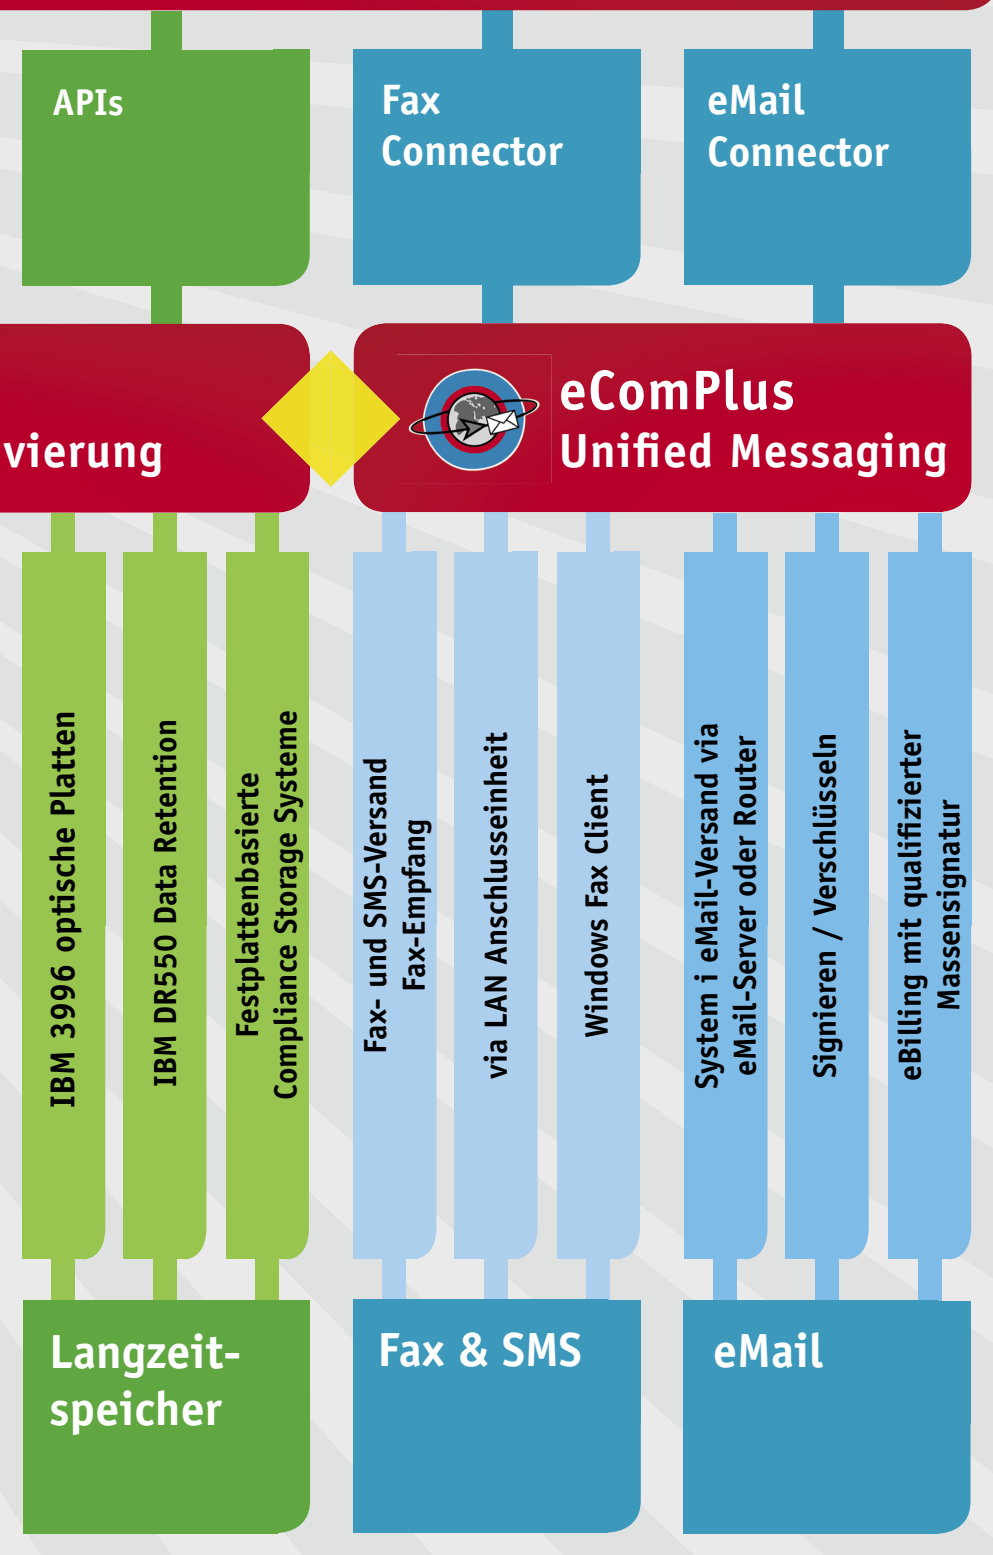 APIs
Fax
Connector
eMail
Connector
vierung
eComPlus
Unified Messaging
IBM 3996 optische Platten
IBM DR550 Data Retention
Festplattenbasierte
Compliance Storage Systeme
Fax- und SMS-Versand
Fax-Empfang
via LAN Anschlusseinheit
Windows Fax Client
System i eMail-Versand via
eMail-Server oder Router
Signieren / Verschlüsseln
eBilling mit qualifizierter
Massensignatur
Langzeit-
speicher
Fax & SMS
eMail